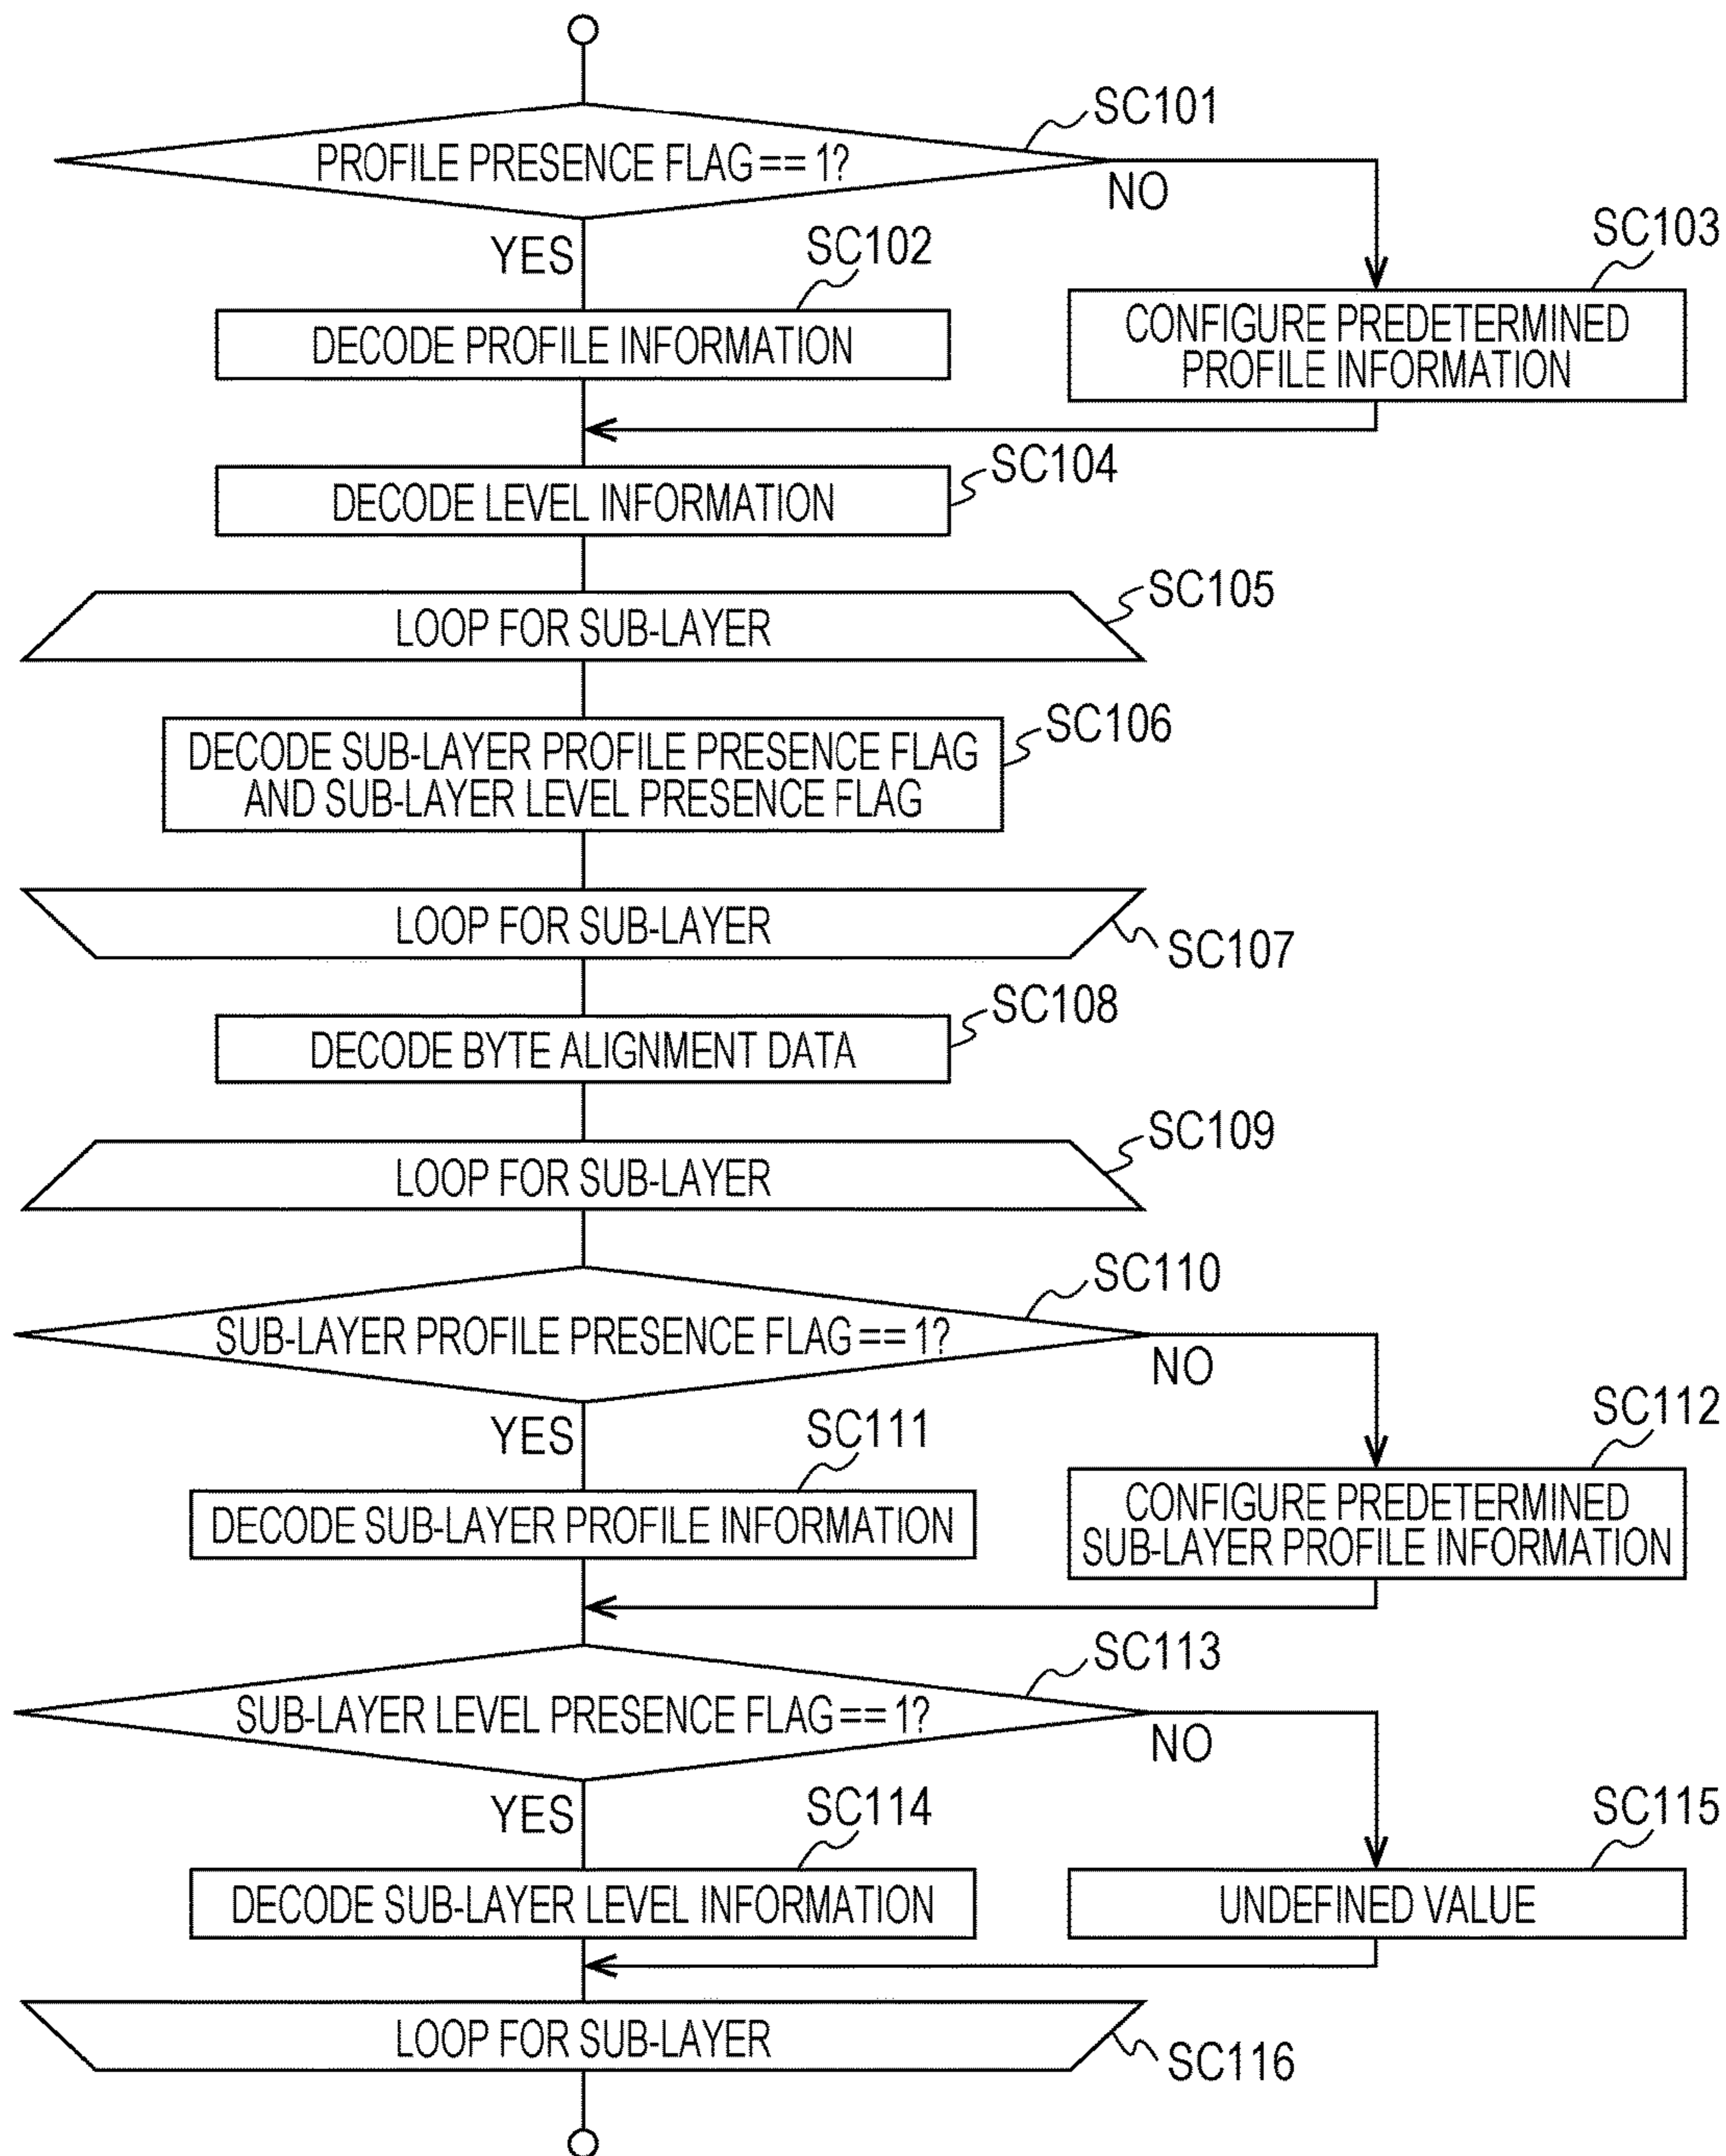 SC101
PROFILE PRESENCE FLAG == 1?
NO
YES
SC102
SC103
DECODE PROFILE INFORMATION
CONFIGURE PREDETERMINED
PROFILE INFORMATION
SC104
DECODE LEVEL INFORMATION
SC105
LOOP FOR SUB-LAYER
SC106
DECODE SUB-LAYER PROFILE PRESENCE FLAG
AND SUB-LAYER LEVEL PRESENCE FLAG
LOOP FOR SUB-LAYER
SC107
SC108
DECODE BYTE ALIGNMENT DATA
SC109
LOOP FOR SUB-LAYER
SC110
SUB-LAYER PROFILE PRESENCE FLAG == 1?
NO
YES
SC111
SC112
DECODE SUB-LAYER PROFILE INFORMATION
CONFIGURE PREDETERMINED
SUB-LAYER PROFILE INFORMATION
SC113
SUB-LAYER LEVEL PRESENCE FLAG == 1?
NO
YES
SC114
SC115
DECODE SUB-LAYER LEVEL INFORMATION
UNDEFINED VALUE
LOOP FOR SUB-LAYER
SC116